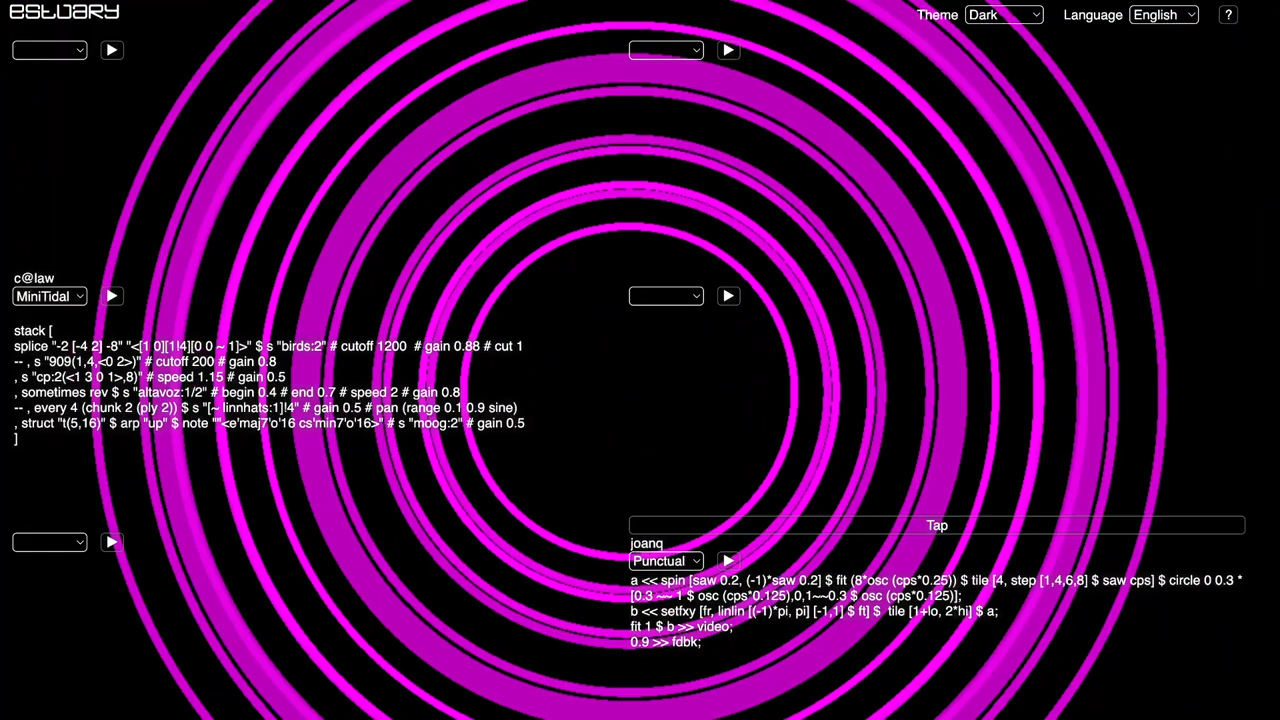 estuary
Theme Dark Language English ?
c@law
MiniTidal
stack [
splice "-2 [-4 2] -8" "<[1 0][1!4][0 0 ~ 1]>" $ s "birds:2" # cutoff 1200 # gain 0.88 # cut 1
-- , s "909(1,4,<0 2>)" # cutoff 200 # gain 0.8
, s "cp:2(<1 3 0 1>,8)" # speed 1.15 # gain 0.5
, sometimes rev $ s "altavoz:1/2" # begin 0.4 # end 0.7 # speed 2 # gain 0.8
-- , every 4 (chunk 2 (ply 2)) $ s "[~ linnhats:1]!4" # gain 0.5 # pan (range 0.1 0.9 sine)
, struct "t(5,16)" $ arp "up" $ note ""<e'maj7'o'16 cs'min7'o'16>" # s "moog:2" # gain 0.5
]
Tap
joanq
Punctual
a << spin [saw 0.2, (-1)*saw 0.2] $ fit (8*osc (cps*0.25)) $ tile [4, step [1,4,6,8] $ saw cps] $ circle 0 0.3 *
[0.3 ~~ 1 $ osc (cps*0.125),0,1~~0.3 $ osc (cps*0.125)];
b << setfxy [fr, linlin [(-1)*pi, pi] [-1,1] $ ft] $ tile [1+lo, 2*hi] $ a;
fit 1 $ b >> video;
0.9 >> fdbk;